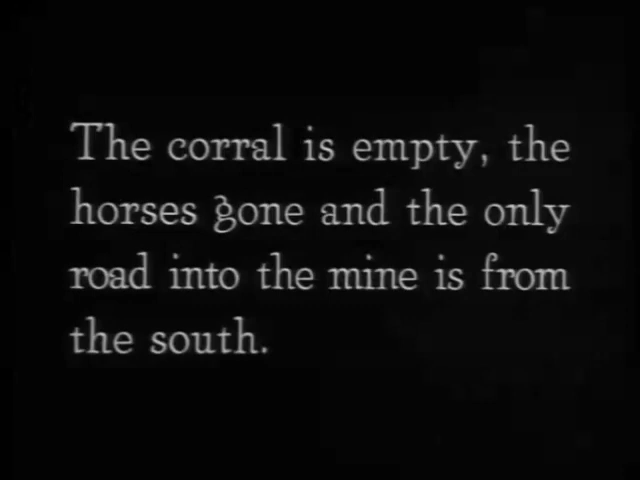 The corral is empty, the
horses gone and the only
road into the mine is from
the south.